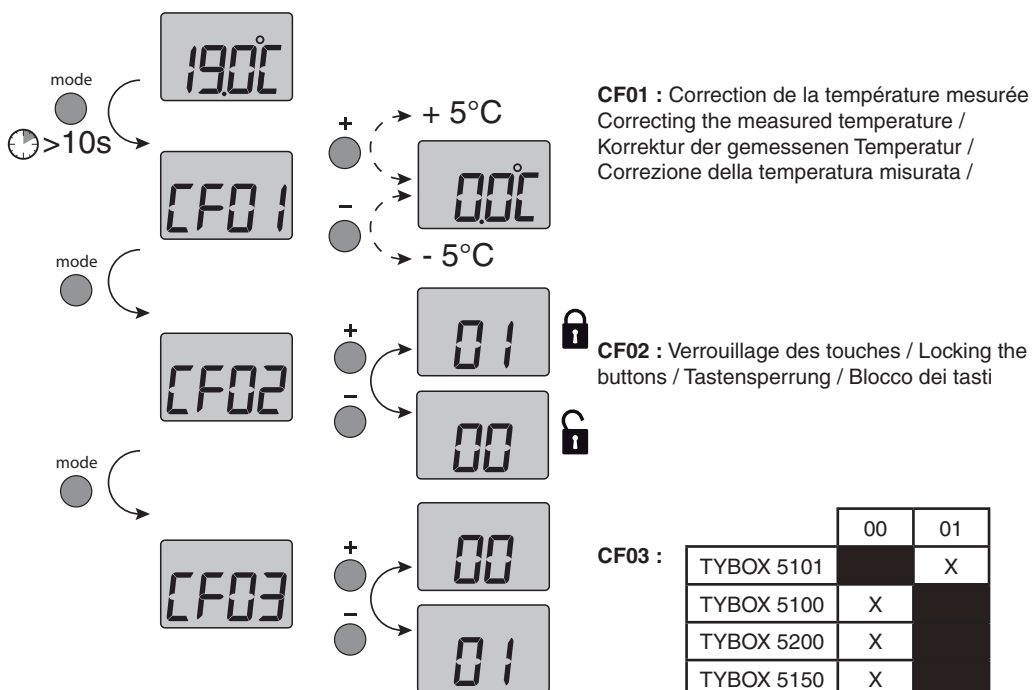 19.0°C
mode
>10s
CF01
+
-
+ 5°C
0.0°C
- 5°C
CF01 : Correction de la température mesurée
Correcting the measured temperature /
Korrektur der gemessenen Temperatur /
Correzione della temperatura misurata /
mode
CF02
+
-
01
00
CF02 : Verrouillage des touches / Locking the
buttons / Tastensperrung / Blocco dei tasti
mode
CF03
+
-
00
01
CF03 :
00 01
TYBOX 5101 X
TYBOX 5100 X
TYBOX 5200 X
TYBOX 5150 X